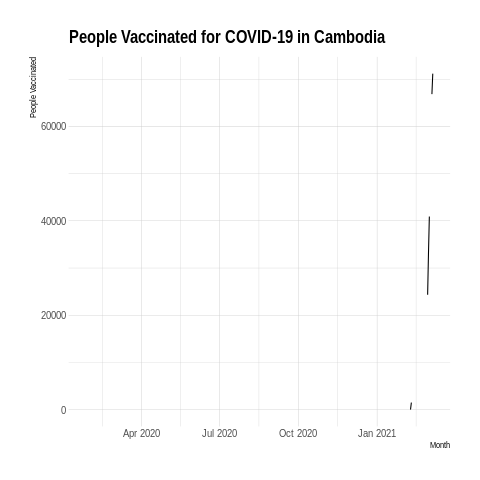 People Vaccinated for COVID-19 in Cambodia
People Vaccinated
60000
40000
20000
0
Apr 2020 Jul 2020 Oct 2020 Jan 2021
Month